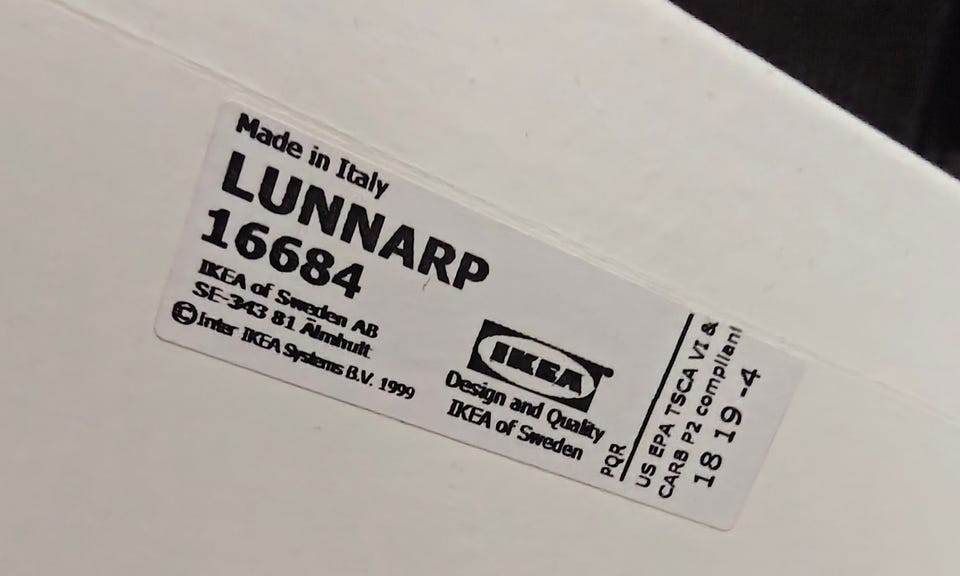 Made in Italy
LUNNARP
16684
IKEA of Sweden AB
SE-343 81 Älmhult
© Inter IKEA Systems B.V. 1999
IKEA®
Design and Quality
IKEA of Sweden
PQR
US EPA TSCA VI &
CARB P2 compliant
18 19 -4